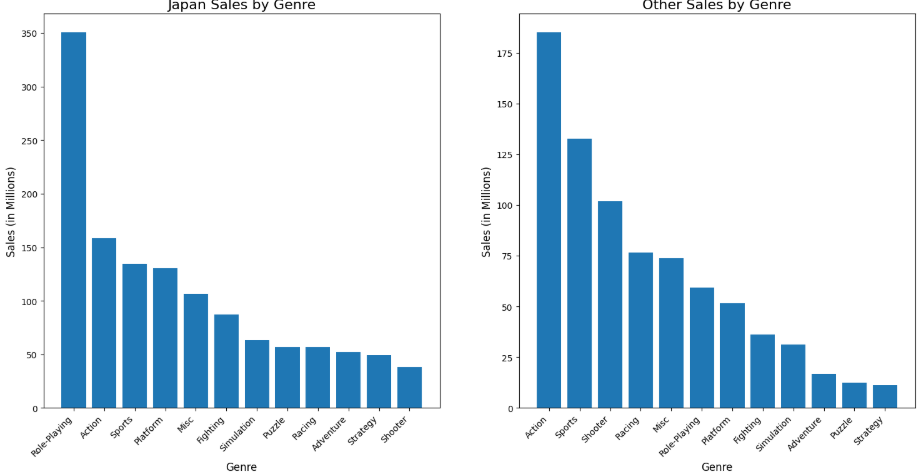 Japan Sales by Genre
350
300
250
200
150
100
50
0
Sales (in Millions)
Role-Playing
Action
Sports
Platform
Misc
Fighting
Simulation
Puzzle
Racing
Adventure
Strategy
Shooter
Genre
Other Sales by Genre
175
150
125
100
75
50
25
0
Sales (in Millions)
Action
Sports
Shooter
Racing
Misc
Role-Playing
Platform
Fighting
Simulation
Adventure
Puzzle
Strategy
Genre